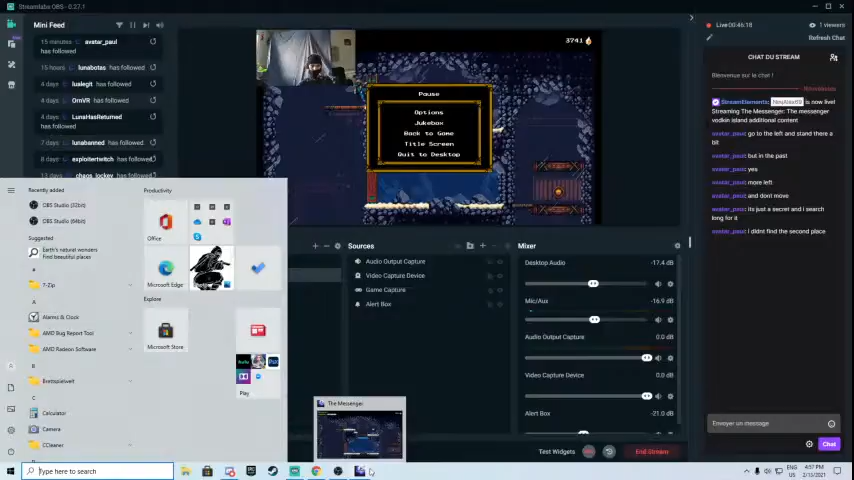 Streamlabs OBS - 0.27.1
Mini Feed
15 minutes avatar_paul
has followed
15 hours lunabotas has followed
4 days luslegit has followed
4 days OrnVR has followed
4 days LunaHasReturned
has followed
7 days lunabanned has followed
8 days exploitertwitch has followed
13 days chaos_lockey has
3741
Pause
Options
Jukebox
Back to Game
Title Screen
Quit to Desktop
Live 00:46:18
1 viewers
Refresh Chat
CHAT DU STREAM
Bienvenue sur le chat !
StreamElements: is now live!
Streaming The Messenger: The messenger
vodkin island additional content
avatar_paul: go to the left and stand there a
bit
avatar_paul: but in the past
avatar_paul: yes
avatar_paul: more left
avatar_paul: and dont move
avatar_paul: its just a secret and i search
long for it
avatar_paul: I didnt find the second place
Envoyer un message
Chat
Recently added
OBS Studio (32bit)
OBS Studio (64bit)
Suggested
Earth's natural wonders
Find beautiful places
#
7-Zip
A
Alarms & Clock
AMD Bug Report Tool
AMD Radeon Software
B
Brettspielwelt
C
Calculator
Camera
CCleaner
Productivity
Office
Microsoft Edge
Explore
Microsoft Store
Play
Sources
Audio Output Capture
Video Capture Device
Game Capture
Alert Box
Mixer
Desktop Audio -17.4 dB
Mic/Aux -16.9 dB
Audio Output Capture 0.0 dB
Video Capture Device 0.0 dB
Alert Box -21.0 dB
The Messenger
Test Widgets
End Stream
Type here to search
ENG
US
4:57 PM
2/15/2021